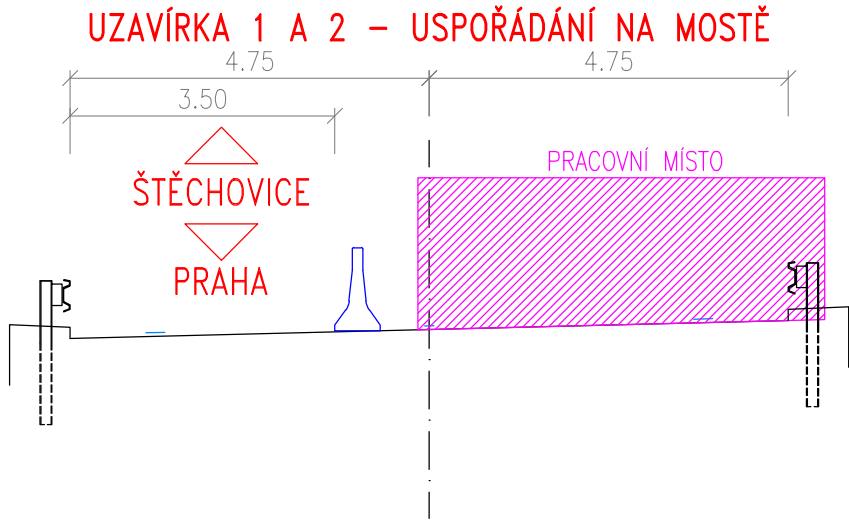 UZAVÍRKA 1 A 2 – USPOŘÁDÁNÍ NA MOSTĚ
4.75 4.75
3.50
PRACOVNÍ MÍSTO
ŠTĚCHOVICE
PRAHA